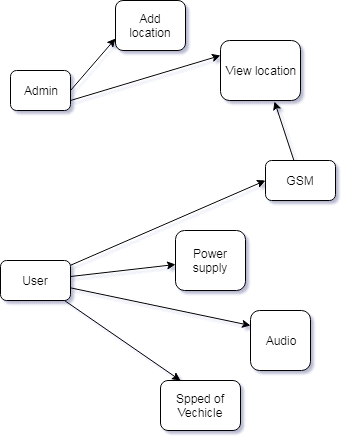 Add
location
View location
Admin
GSM
Power
supply
User
Audio
Spped of
Vechicle